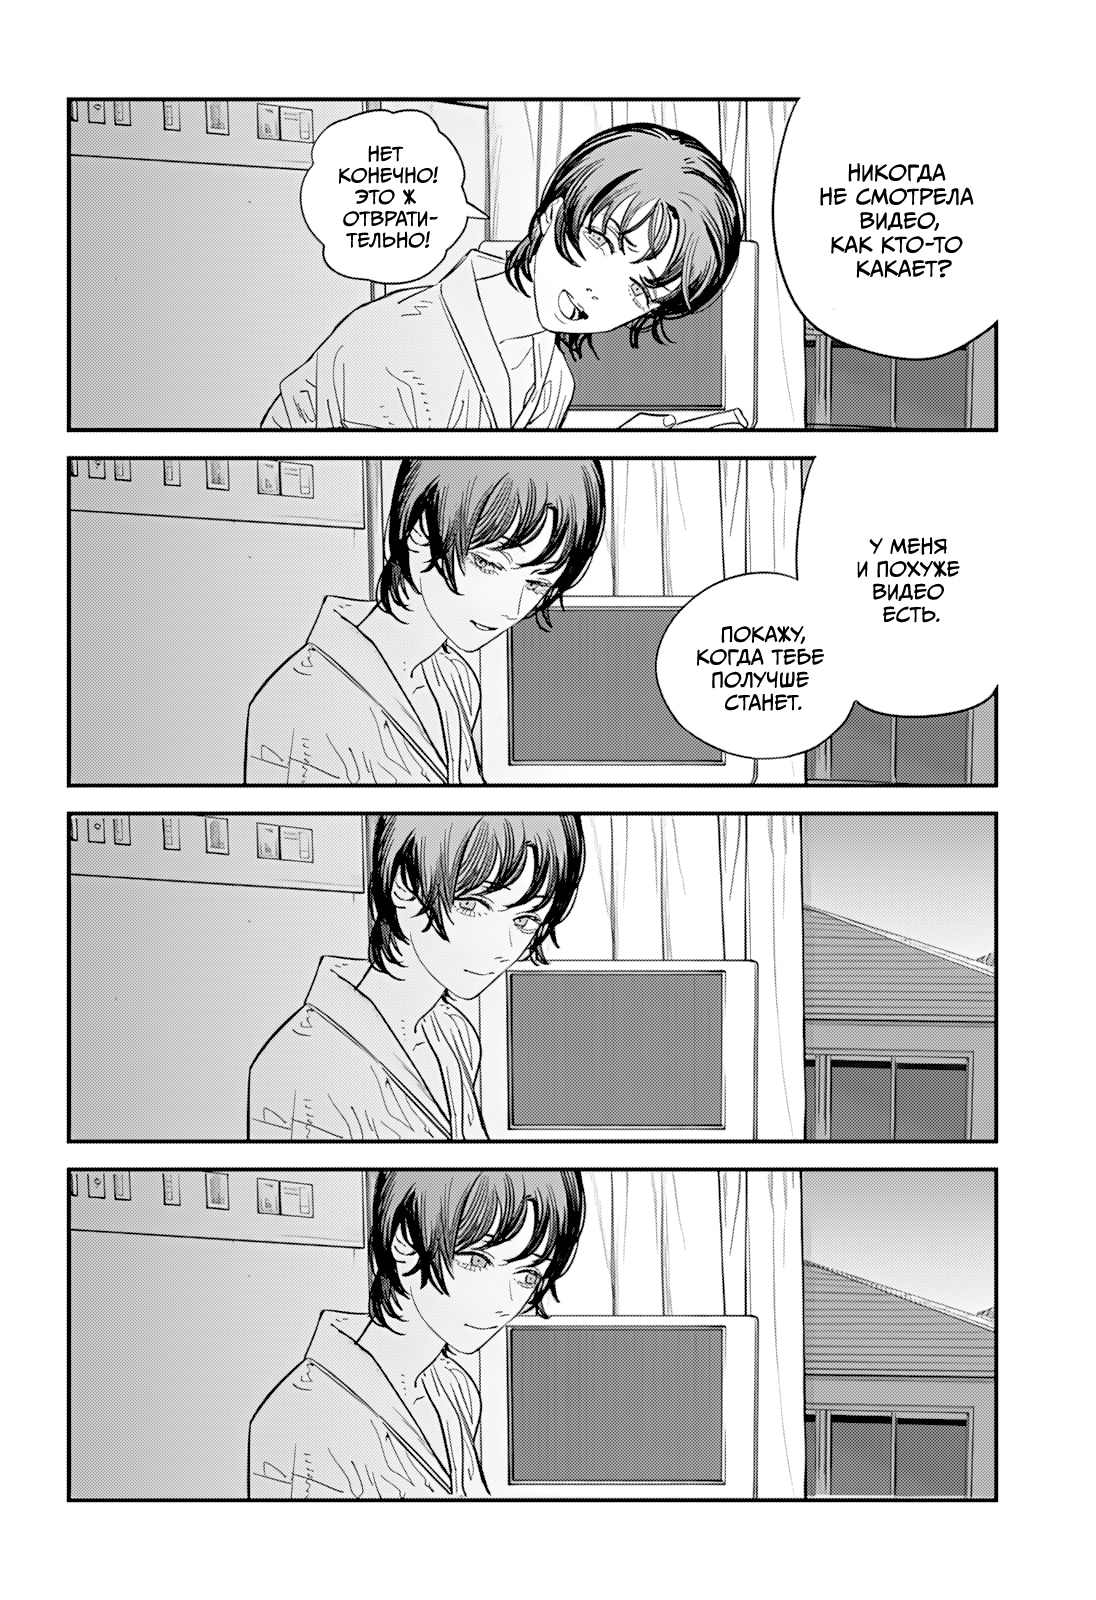 НИКОГДА
НЕ СМОТРЕЛА
ВИДЕО,
КАК КТО-ТО
КАКАЕТ?
НЕТ
КОНЕЧНО!
ЭТО Ж
ОТВРАТИ-
ТЕЛЬНО!
У МЕНЯ
И ПОХУЖЕ
ВИДЕО
ЕСТЬ.
ПОКАЖУ,
КОГДА ТЕБЕ
ПОЛУЧШЕ
СТАНЕТ.